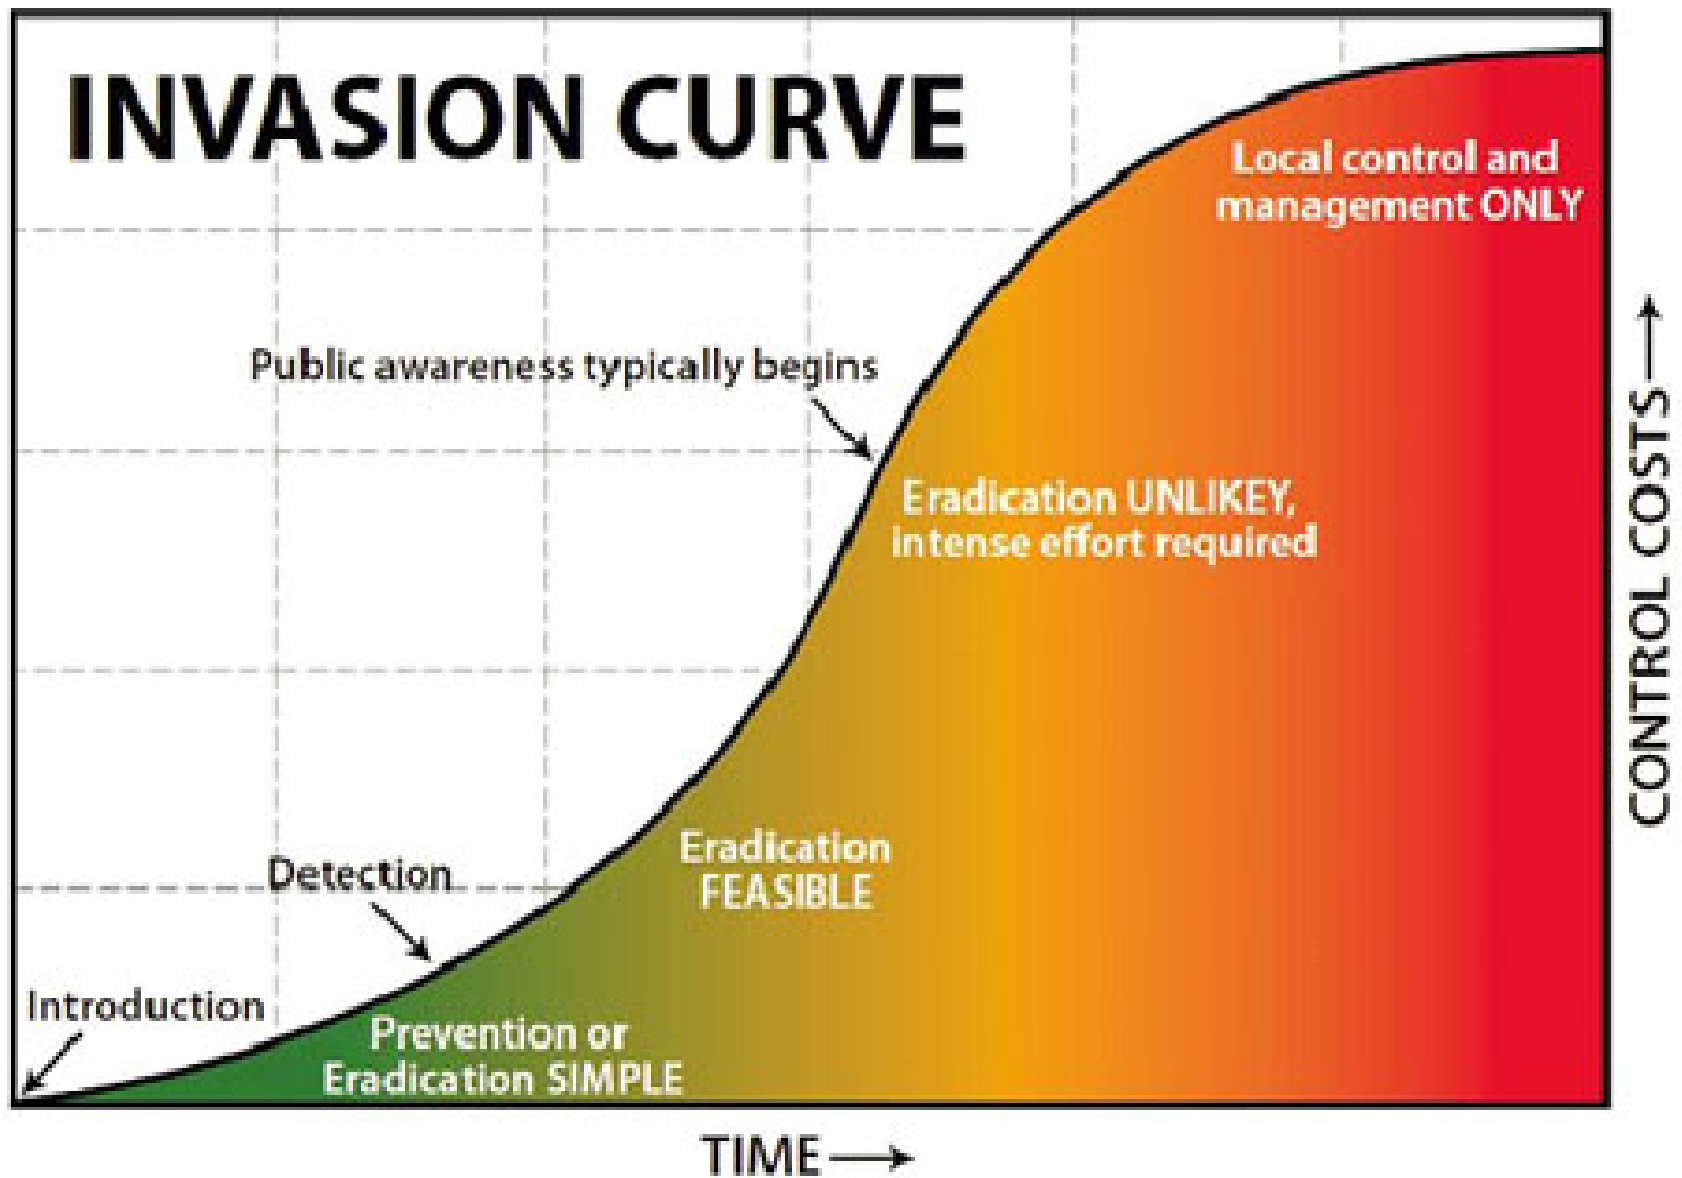 INVASION CURVE
Local control and
management ONLY
Public awareness typically begins
Eradication UNLIKEY,
intense effort required
Eradication
FEASIBLE
Detection
Introduction
Prevention or
Eradication SIMPLE
TIME
CONTROL COSTS